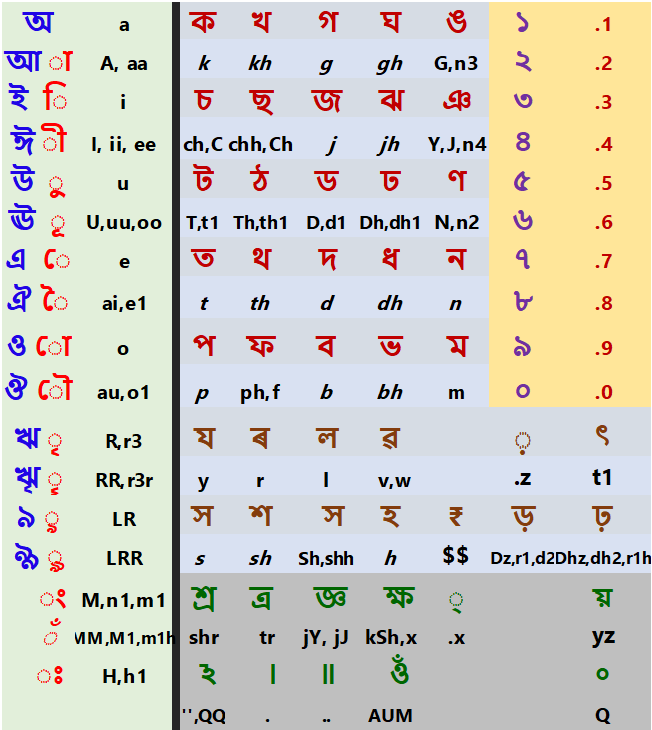 অ a ক খ গ ঘ ঙ ১ .1
আ া A, aa k kh g gh G,n3 ২ .2
ই ি i চ ছ জ ঝ ঞ ৩ .3
ঈ ী I, ii, ee ch,C chh,Ch j jh Y,J,n4 ৪ .4
উ ু u ট ঠ ড ঢ ণ ৫ .5
ঊ ূ U,uu,oo T,t1 Th,th1 D,d1 Dh,dh1 N,n2 ৬ .6
এ ে e ত থ দ ধ ন ৭ .7
ঐ ৈ ai,e1 t th d dh n ৮ .8
ও ো o প ফ ব ভ ম ৯ .9
ঔ ৌ au,o1 p ph,f b bh m ০ .0
ঋ ৃ R,r3 য ৰ ল ৱ ় ৎ
ৠ ৄ RR,r3r y r l v,w .z t1
ঌ ৢ LR স শ স হ ₹ ড় ঢ়
ৡ ৣ LRR s sh Sh,shh h $$ Dz,r1,d2 Dhz,dh2,r1h
ং M,n1,m1 শ্র ত্র জ্ঞ ক্ষ ্ য়
ঁ MM,M1,m1h shr tr jY, jJ kSh,x .x yz
ঃ H,h1 ঽ । ॥ ওঁ ০
'',QQ . .. AUM Q